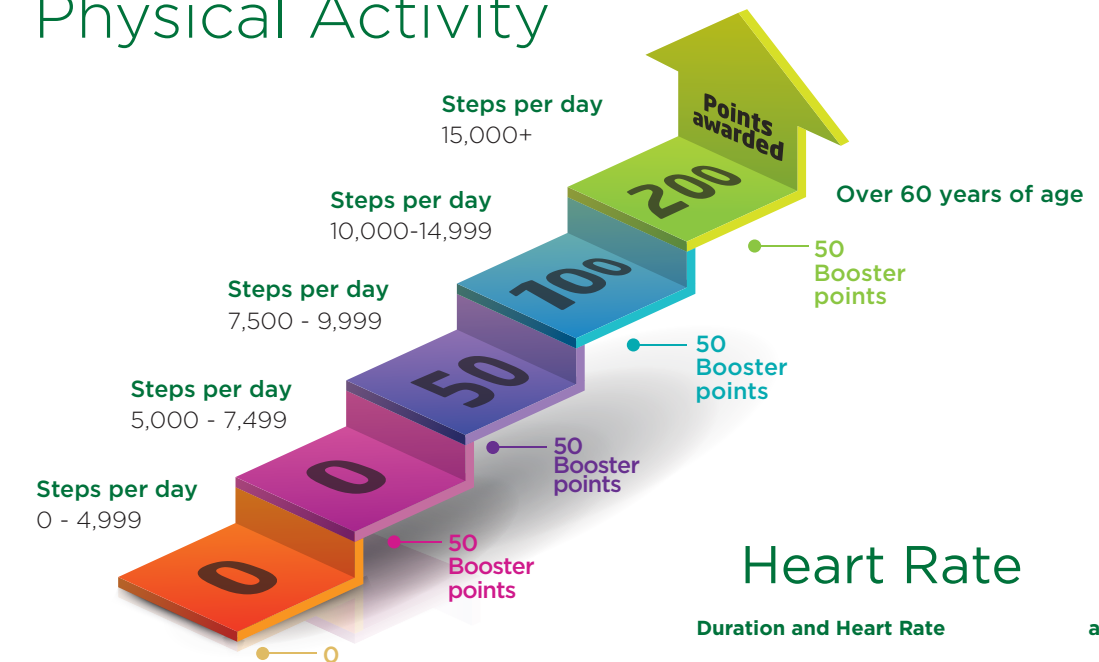 Physical Activity
Steps per day
15,000+
Points
awarded
200
Over 60 years of age
50
Booster
points
Steps per day
10,000-14,999
100
50
Booster
points
Steps per day
7,500 - 9,999
50
50
Booster
points
Steps per day
5,000 - 7,499
0
50
Booster
points
Steps per day
0 - 4,999
0
0
Heart Rate
Duration and Heart Rate
a